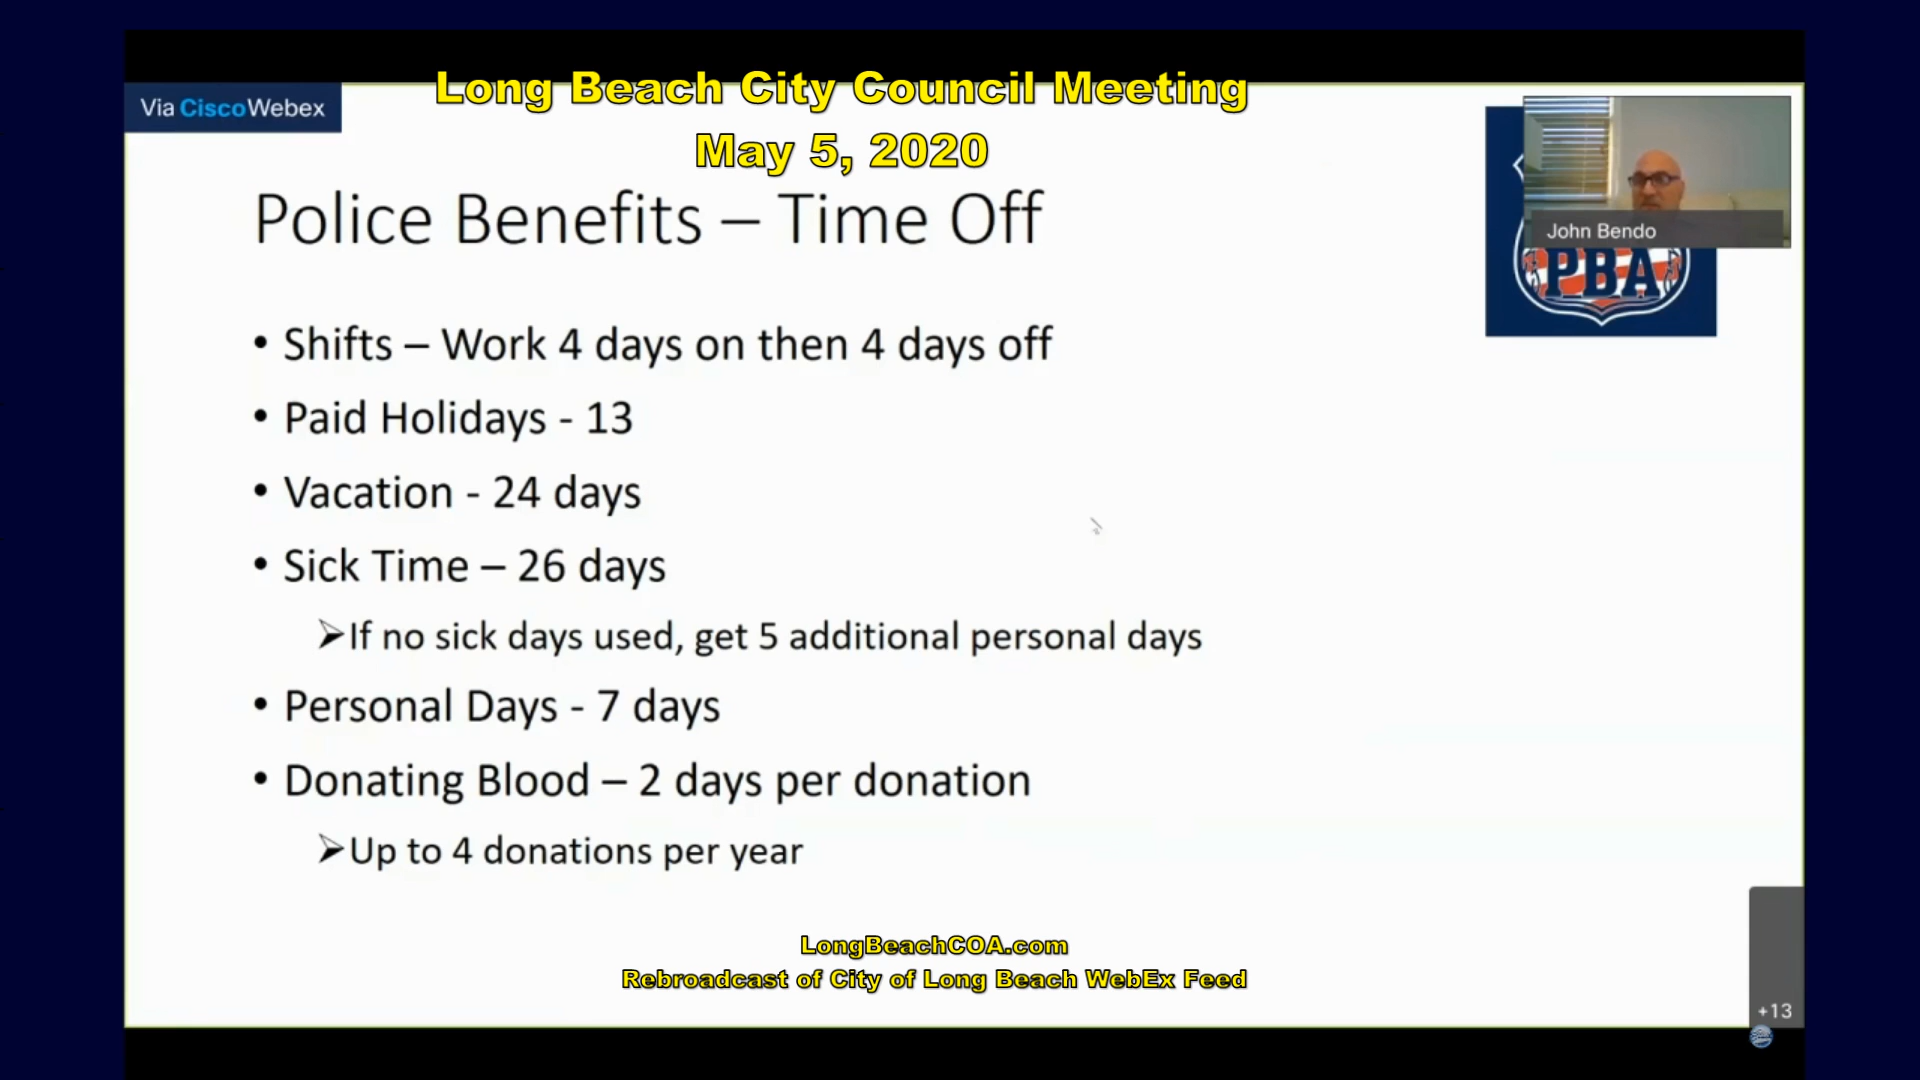 Long Beach City Council Meeting
May 5, 2020
Via CiscoWebex
John Bendo
PBA
Police Benefits – Time Off
• Shifts – Work 4 days on then 4 days off
• Paid Holidays - 13
• Vacation - 24 days
• Sick Time – 26 days
➢If no sick days used, get 5 additional personal days
• Personal Days - 7 days
• Donating Blood – 2 days per donation
➢Up to 4 donations per year
LongBeachCOA.com
Rebroadcast of City of Long Beach WebEx Feed
+13